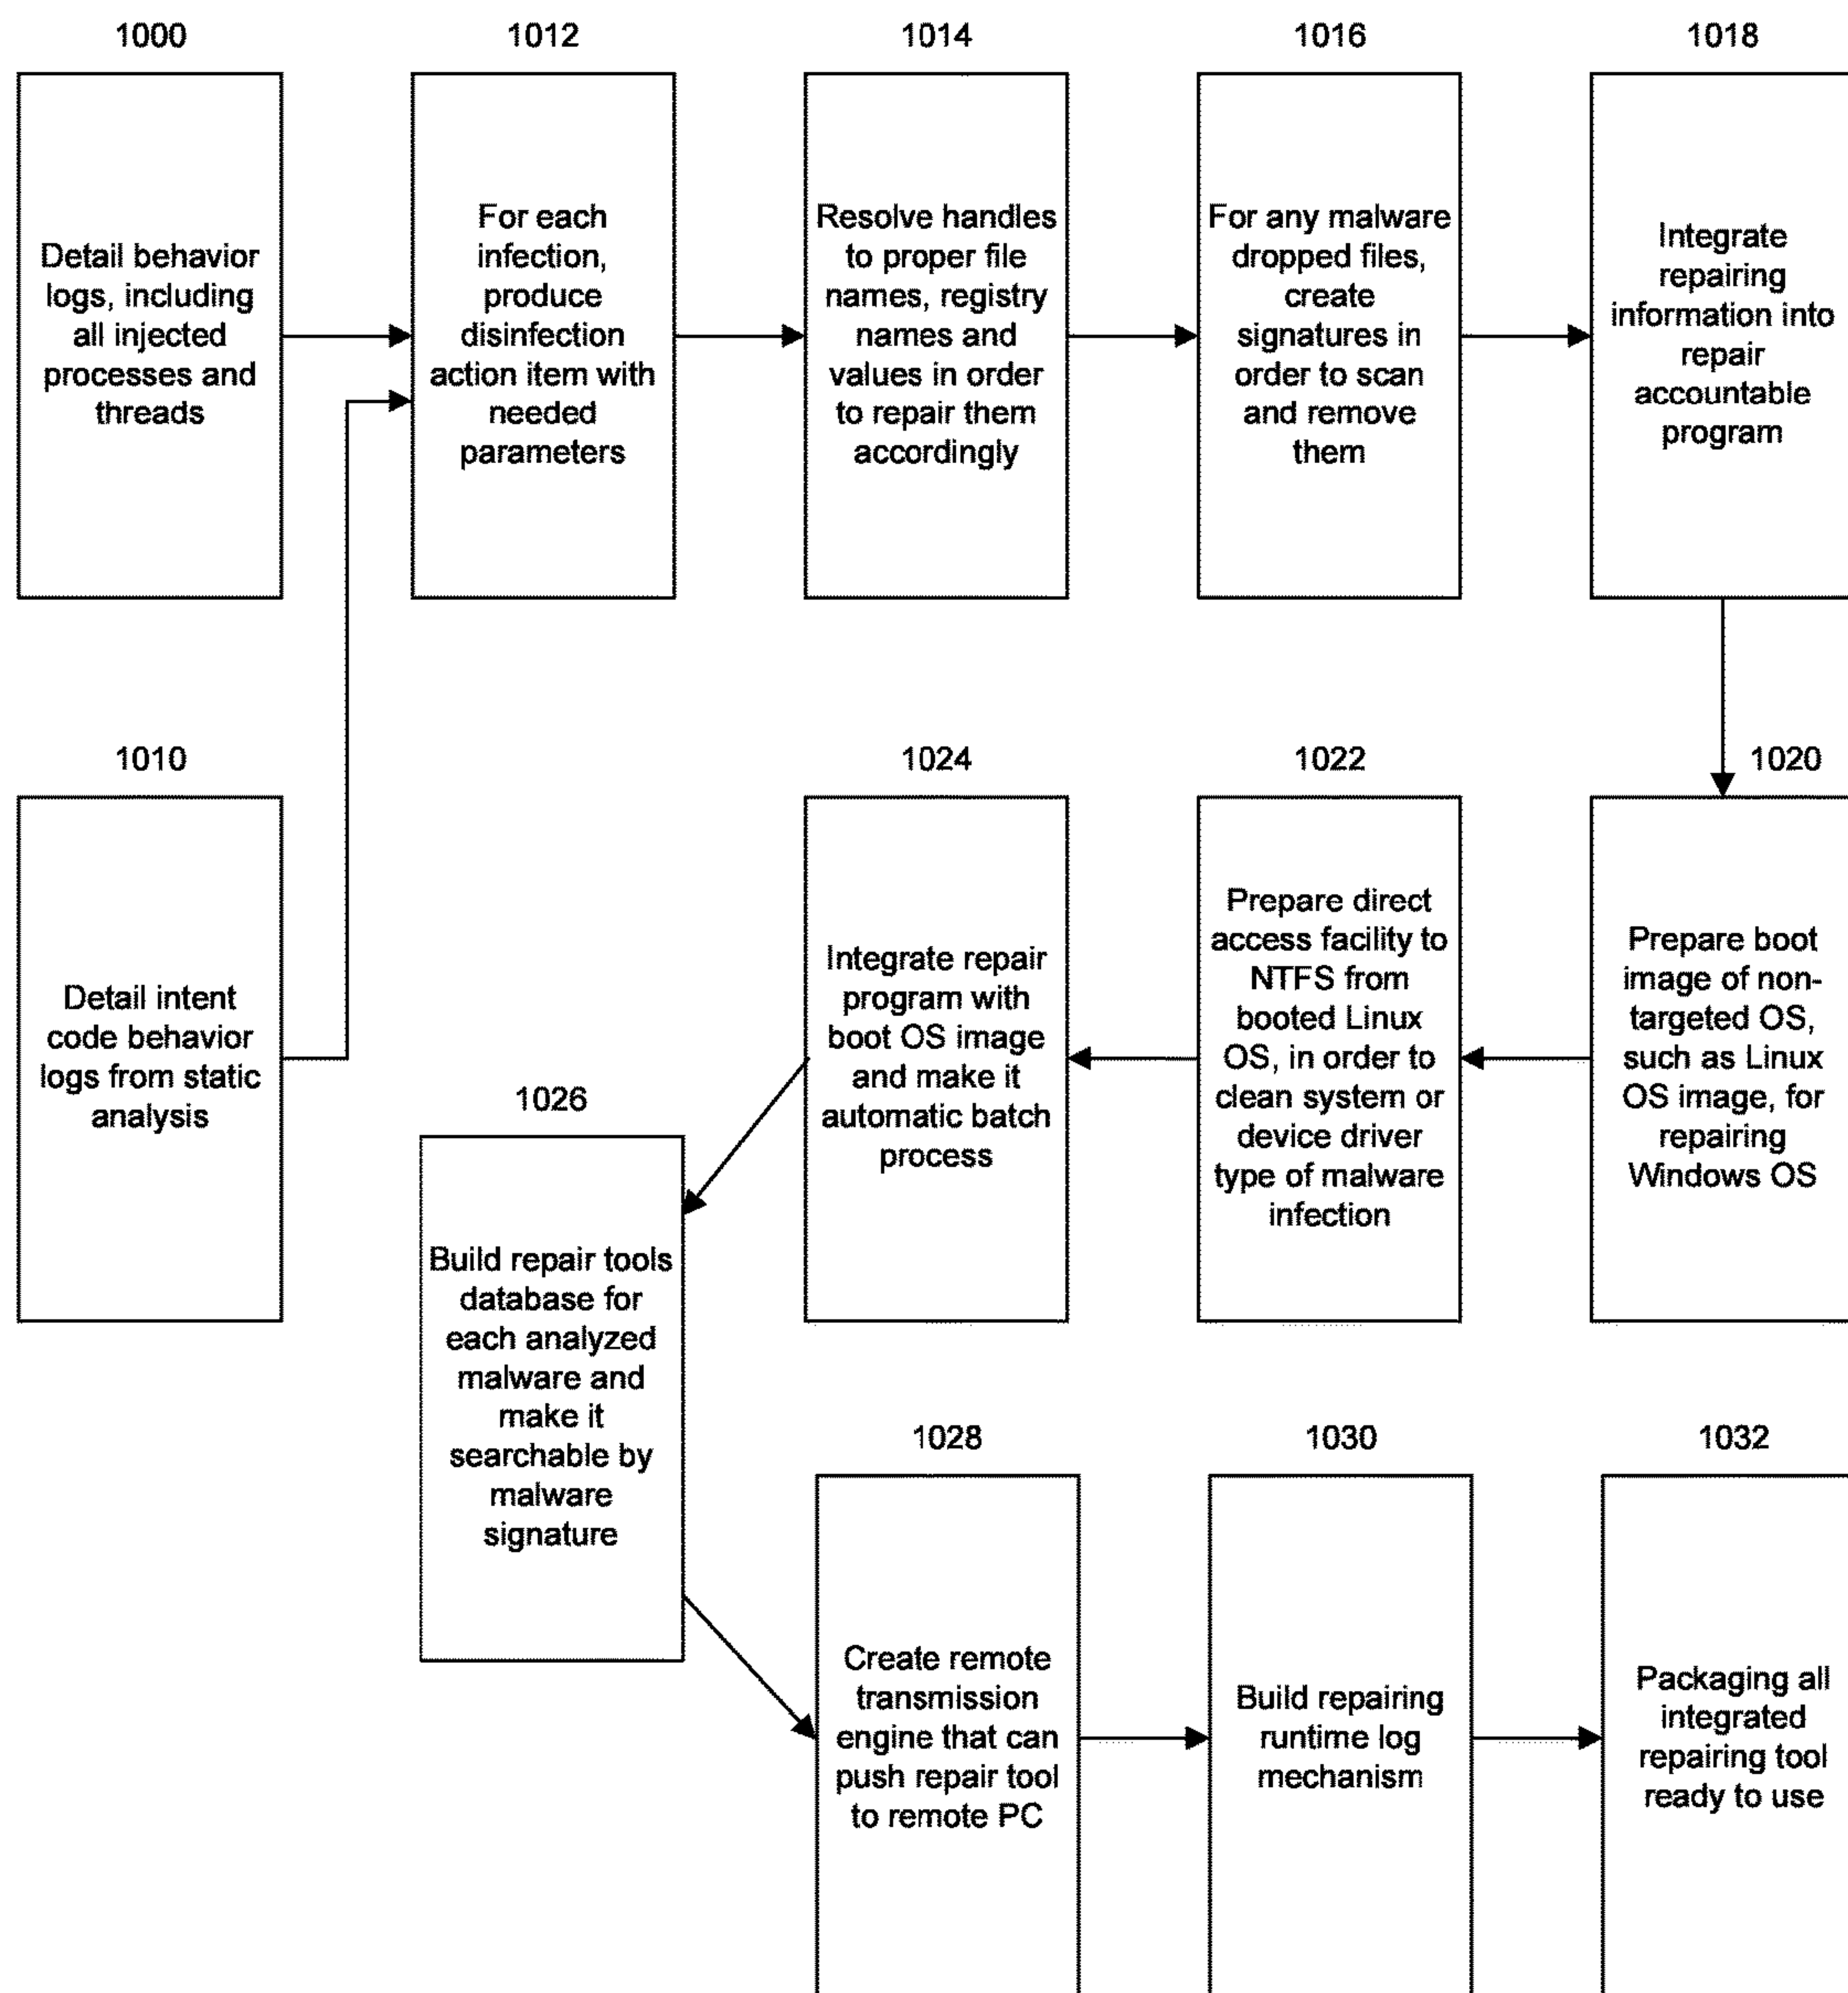 1000
Detail behavior
logs, including
all injected
processes and
threads
1012
For each
infection,
produce
disinfection
action item with
needed
parameters
1014
Resolve handles
to proper file
names, registry
names and
values in order
to repair them
accordingly
1016
For any malware
dropped files,
create
signatures in
order to scan
and remove
them
1018
Integrate
repairing
information into
repair
accountable
program
1010
Detail intent
code behavior
logs from static
analysis
1020
Prepare boot
image of non-
targeted OS,
such as Linux
OS image, for
repairing
Windows OS
1022
Prepare direct
access facility to
NTFS from
booted Linux
OS, in order to
clean system or
device driver
type of malware
infection
1024
Integrate repair
program with
boot OS image
and make it
automatic batch
process
1026
Build repair tools
database for
each analyzed
malware and
make it
searchable by
malware
signature
1028
Create remote
transmission
engine that can
push repair tool
to remote PC
1030
Build repairing
runtime log
mechanism
1032
Packaging all
integrated
repairing tool
ready to use